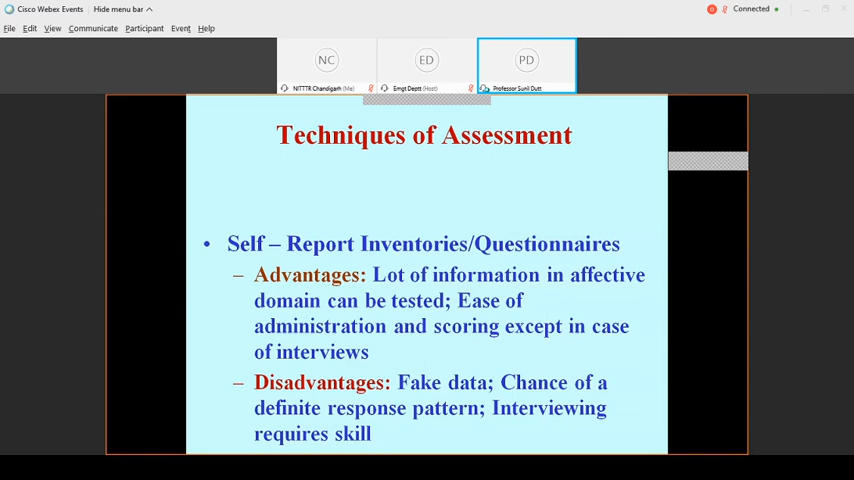 Cisco Webex Events | Hide menu bar
Connected
File Edit View Communicate Participant Event Help
NC
ED
PD
NITTTR Chandigarh (Me)
Emgt Deptt (Host)
Professor Sunil Dutt
Techniques of Assessment
• Self – Report Inventories/Questionnaires
– Advantages: Lot of information in affective
domain can be tested; Ease of
administration and scoring except in case
of interviews
– Disadvantages: Fake data; Chance of a
definite response pattern; Interviewing
requires skill